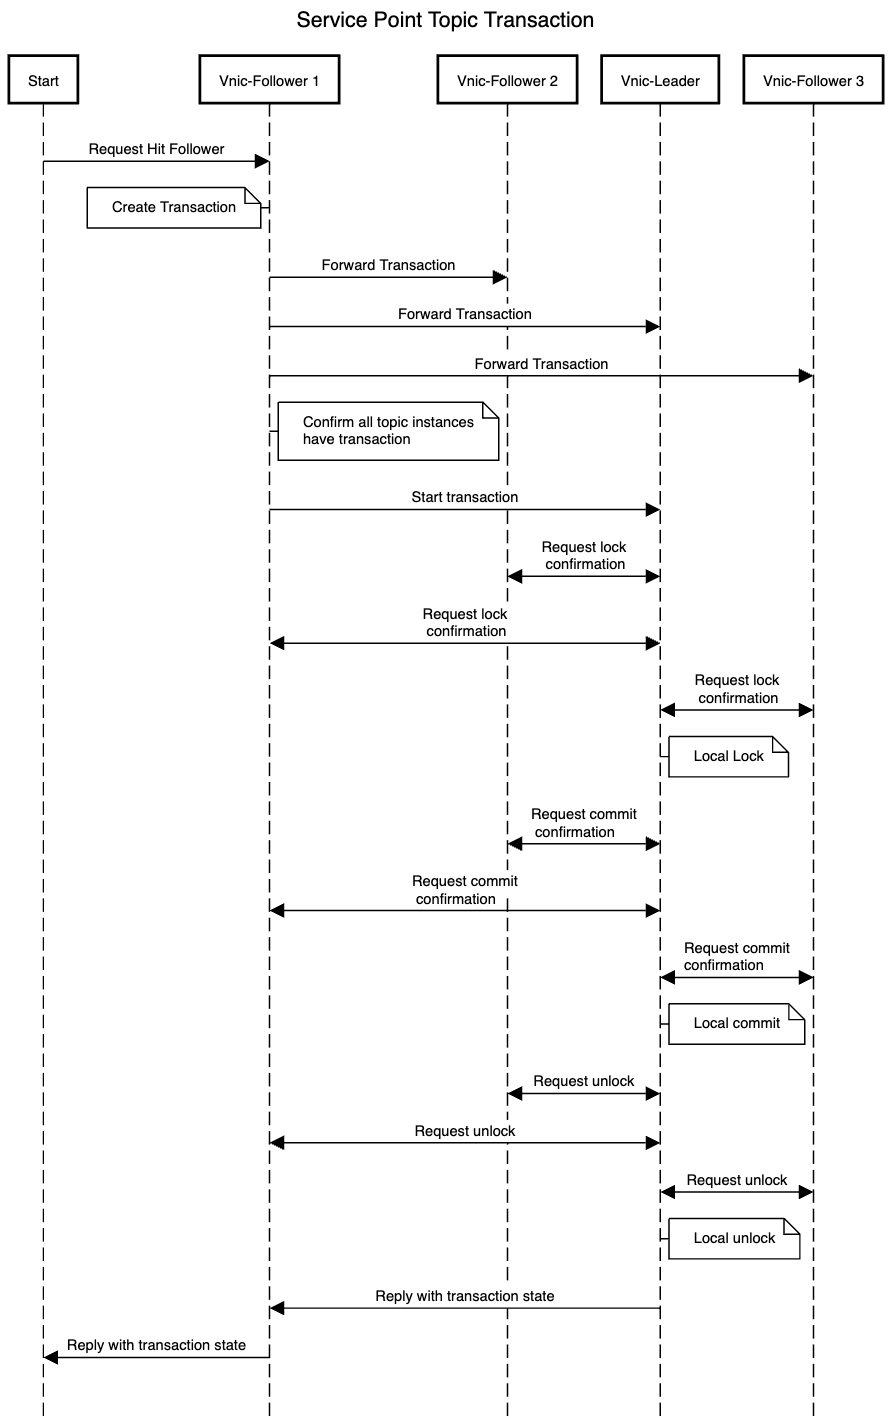 Service Point Topic Transaction
Start
Vnic-Follower 1
Vnic-Follower 2
Vnic-Leader
Vnic-Follower 3
Request Hit Follower
Create Transaction
Forward Transaction
Forward Transaction
Forward Transaction
Confirm all topic instances
have transaction
Start transaction
Request lock
confirmation
Request lock
confirmation
Request lock
confirmation
Local Lock
Request commit
confirmation
Request commit
confirmation
Request commit
confirmation
Local commit
Request unlock
Request unlock
Request unlock
Local unlock
Reply with transaction state
Reply with transaction state